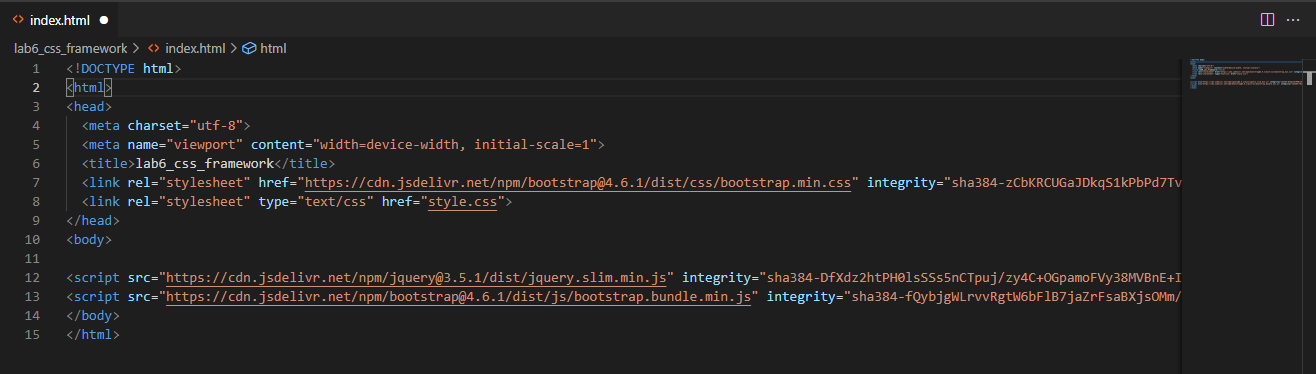 index.html
lab6_css_framework > index.html > html
1 <!DOCTYPE html>
2 <html>
3 <head>
4 <meta charset="utf-8">
5 <meta name="viewport" content="width=device-width, initial-scale=1">
6 <title>lab6_css_framework</title>
7 <link rel="stylesheet" href="https://cdn.jsdelivr.net/npm/bootstrap@4.6.1/dist/css/bootstrap.min.css" integrity="sha384-zCbKRCUGaJDkqS1kPbPd7Tv
8 <link rel="stylesheet" type="text/css" href="style.css">
9 </head>
10 <body>
11
12 <script src="https://cdn.jsdelivr.net/npm/jquery@3.5.1/dist/jquery.slim.min.js" integrity="sha384-DfXdz2htPH0lsSSs5nCTpuj/zy4C+OGpamoFVy38MVBnE+I
13 <script src="https://cdn.jsdelivr.net/npm/bootstrap@4.6.1/dist/js/bootstrap.bundle.min.js" integrity="sha384-fQybjgWLrvvRgtW6bFlB7jaZrFsaBXjsOMm/
14 </body>
15 </html>